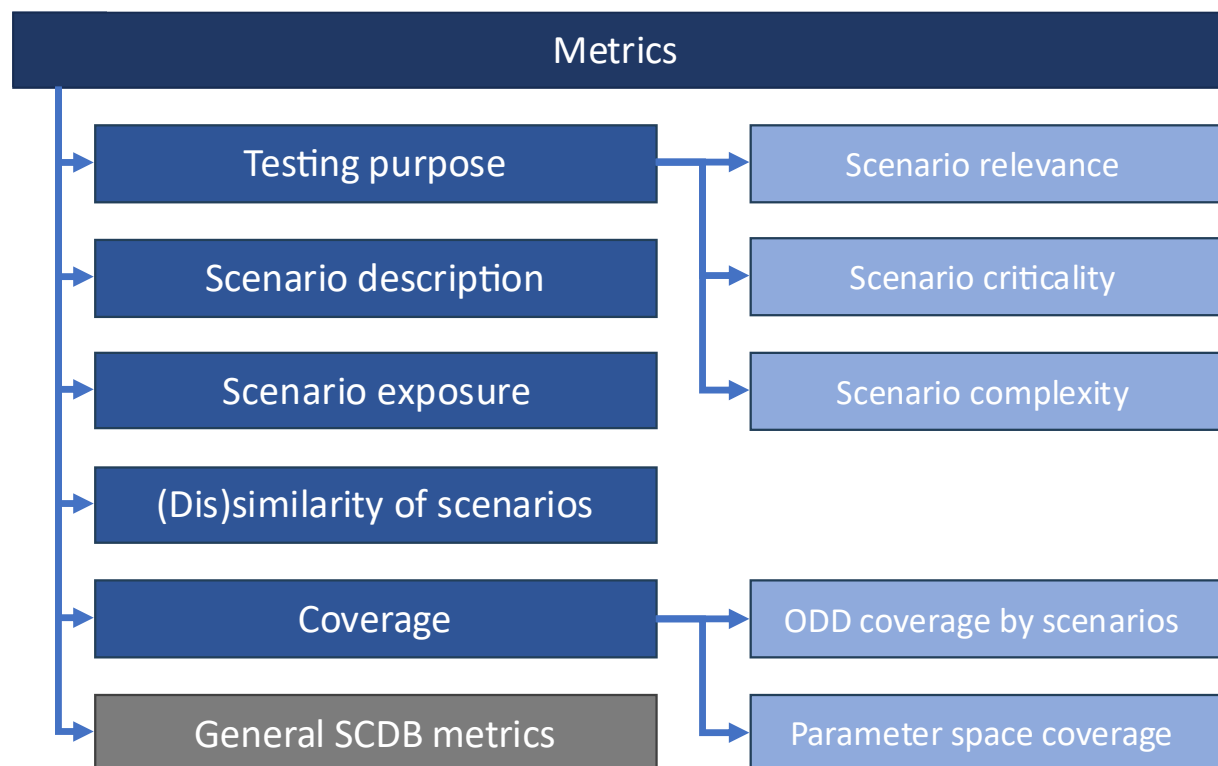 Metrics
Testing purpose
Scenario relevance
Scenario description
Scenario criticality
Scenario exposure
Scenario complexity
(Dis)similarity of scenarios
Coverage
ODD coverage by scenarios
General SCDB metrics
Parameter space coverage